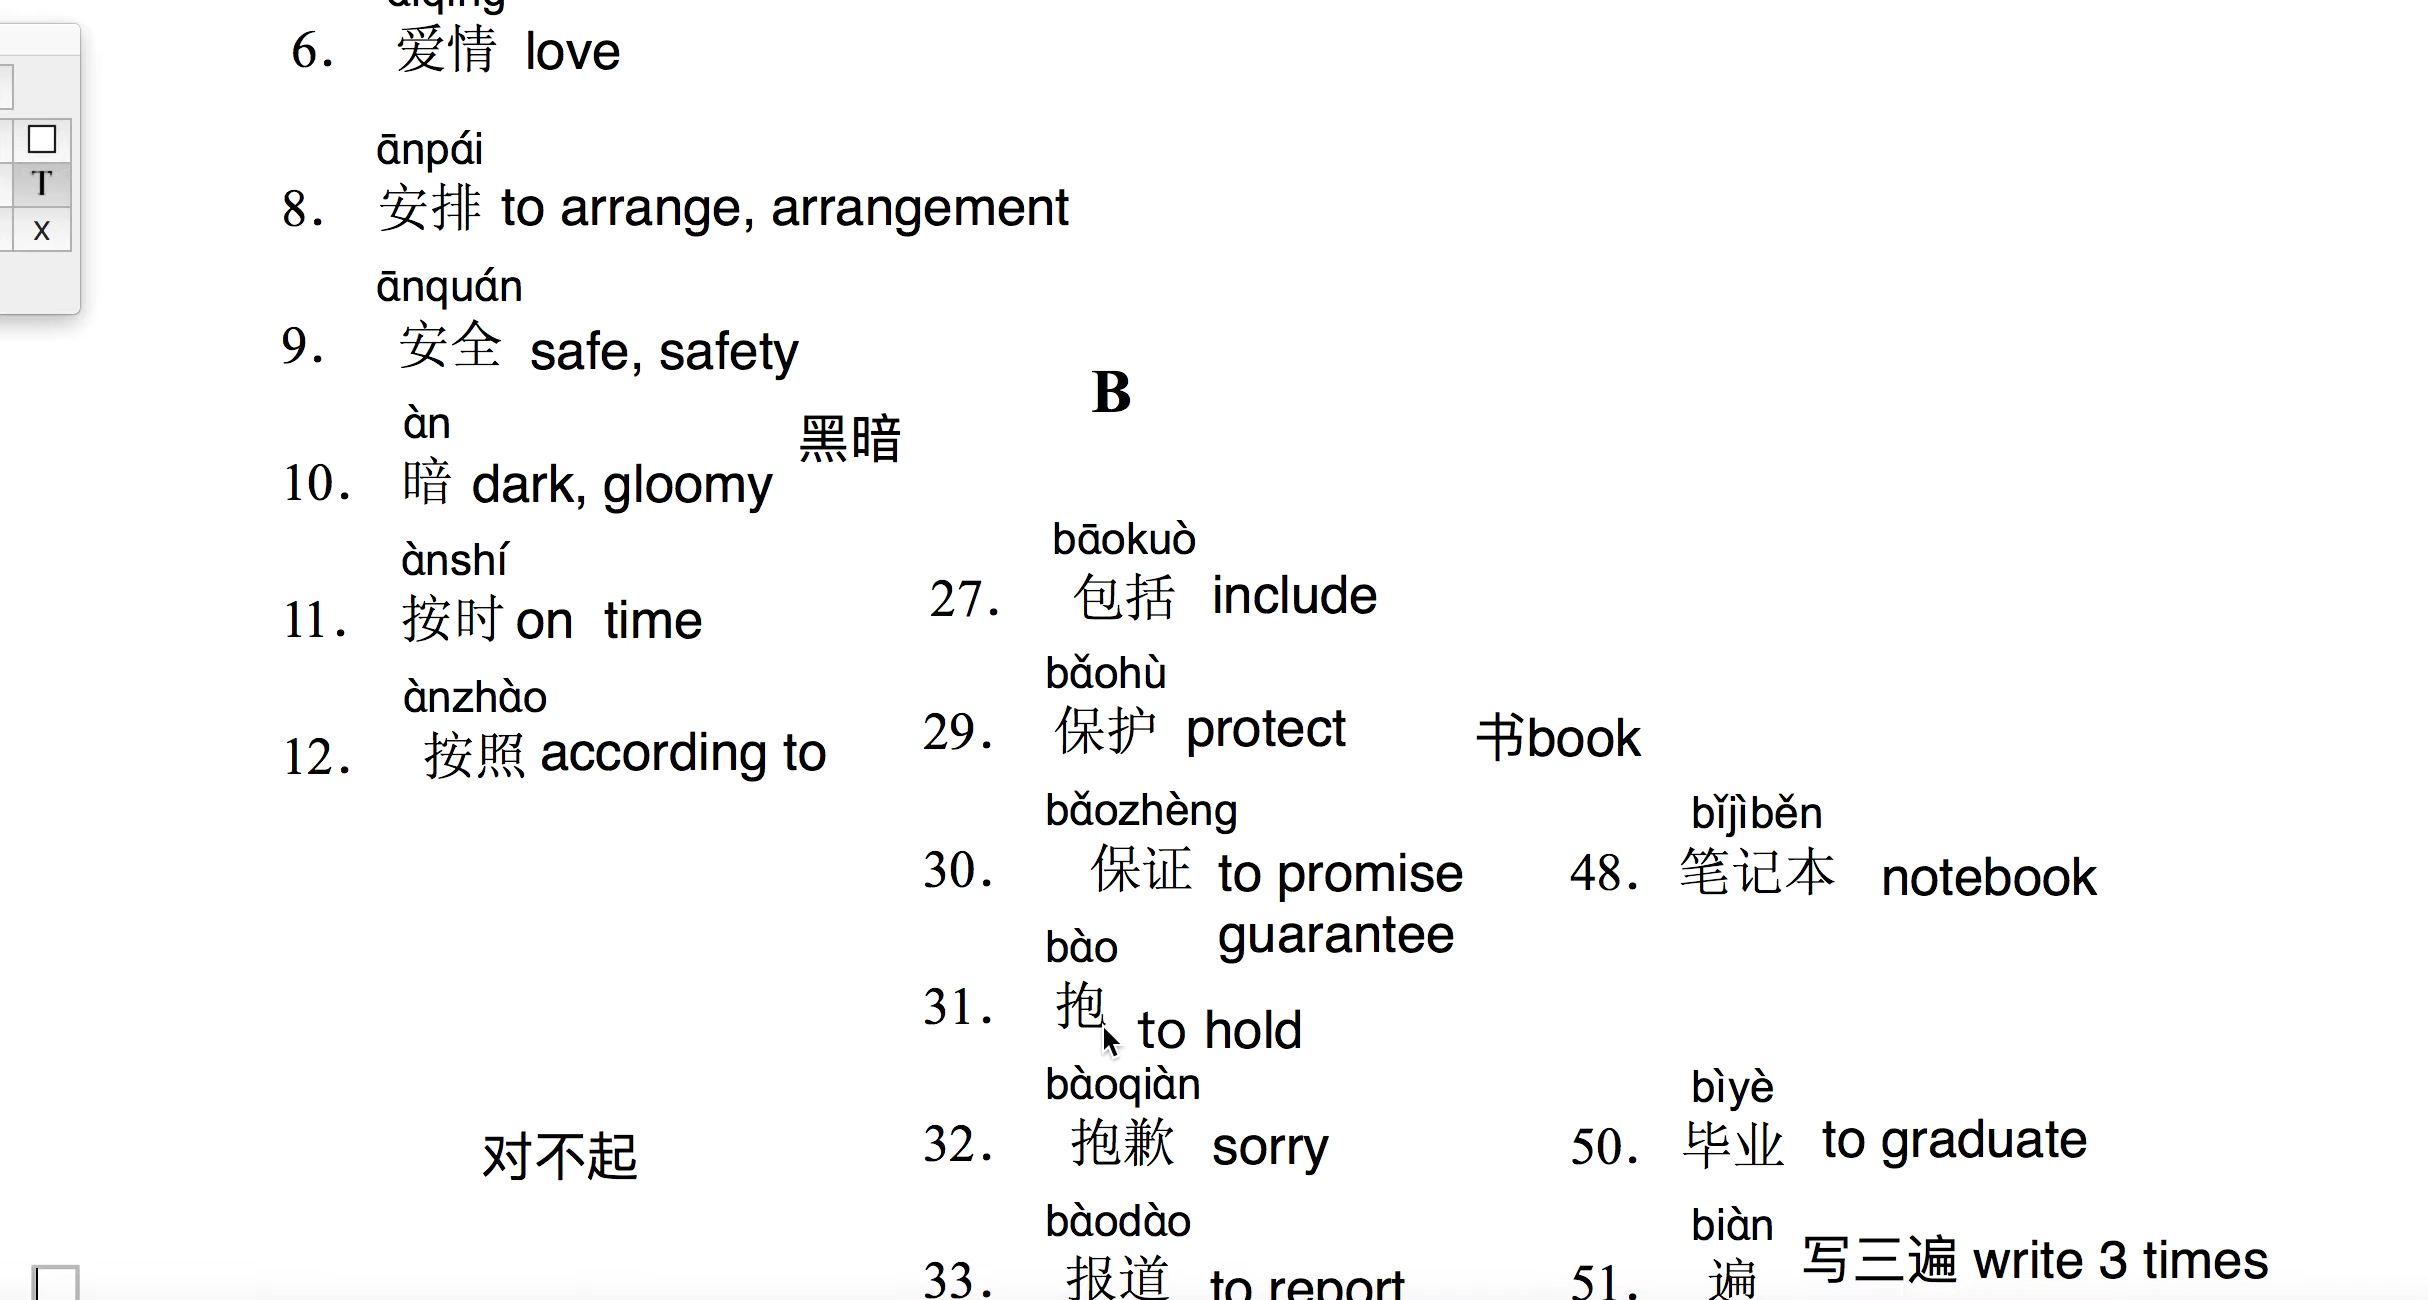 àiqíng
6. 爱情 love
ānpái
8. 安排 to arrange, arrangement
ānquán
9. 安全 safe, safety
àn
10. 暗 dark, gloomy
黑暗
ànshí
11. 按时 on time
ànzhào
12. 按照 according to
对不起
B
bāokuò
27. 包括 include
bǎohù
29. 保护 protect
bǎozhèng
30. 保证 to promise
guarantee
bào
31. 抱 to hold
bàoqiàn
32. 抱歉 sorry
bàodào
33. 报道 to report
书book
bǐjìběn
48. 笔记本 notebook
bìyè
50. 毕业 to graduate
biàn
51. 遍 写三遍 write 3 times
T
x